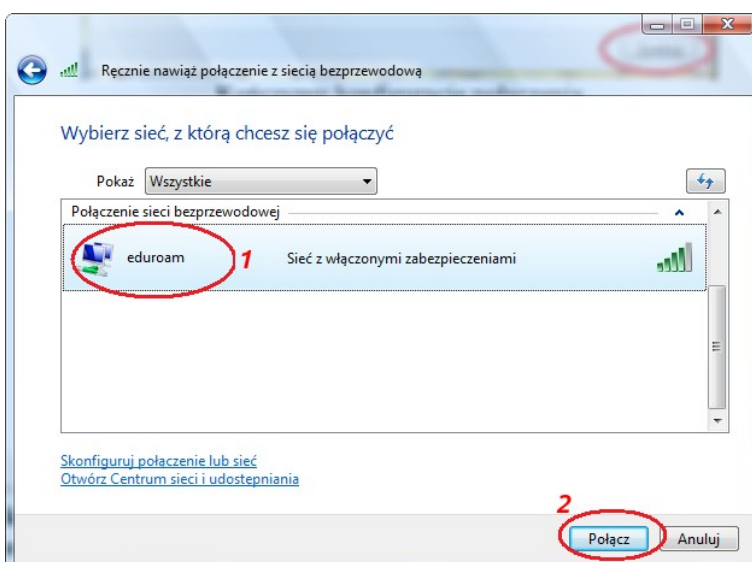 Ręcznie nawiąż połączenie z siecią bezprzewodową
Wybierz sieć, z którą chcesz się połączyć
Pokaż Wszystkie
Połączenie sieci bezprzewodowej
eduroam 1 Sieć z włączonymi zabezpieczeniami
Skonfiguruj połączenie lub sieć
Otwórz Centrum sieci i udostępniania
2
Połącz Anuluj